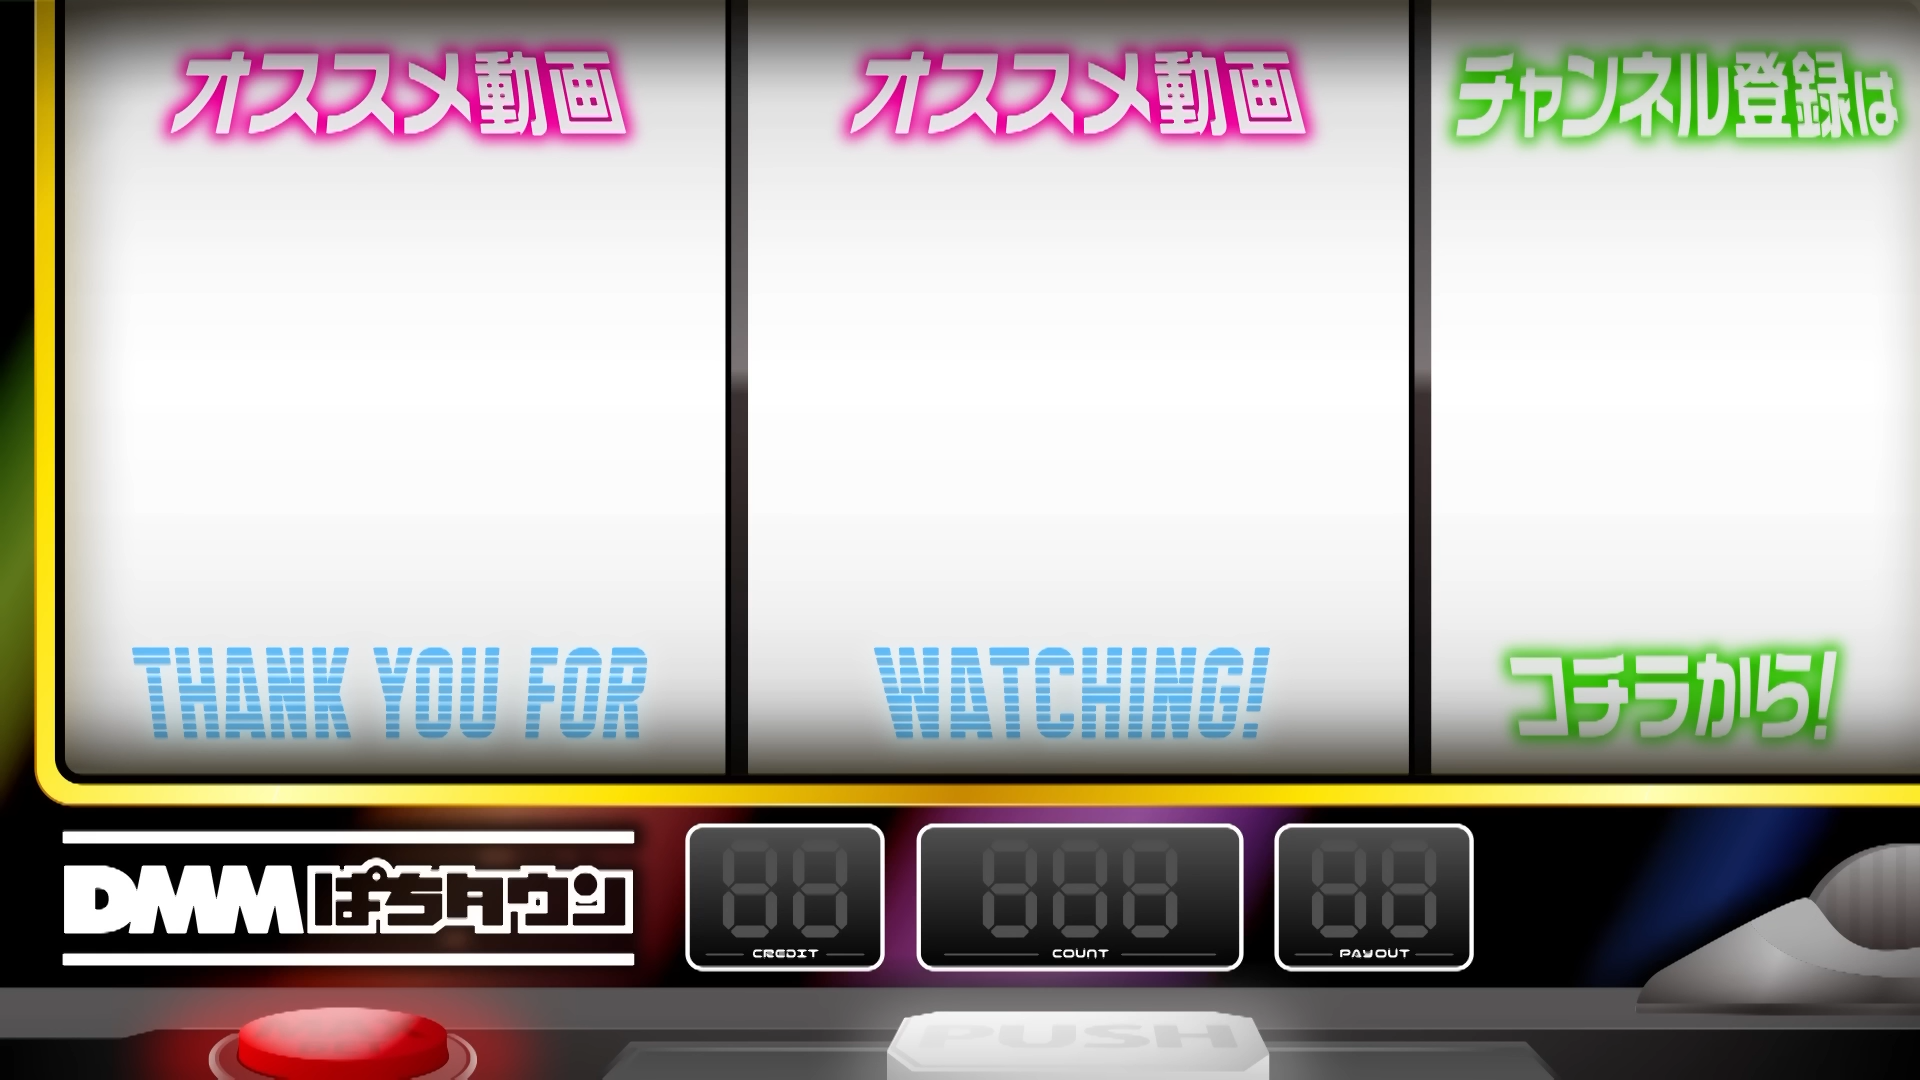 オススメ動画
オススメ動画
チャンネル登録は
THANK YOU FOR
WATCHING!
コチラから!
DMMぱちタウン
CREDIT
COUNT
PAYOUT
PUSH